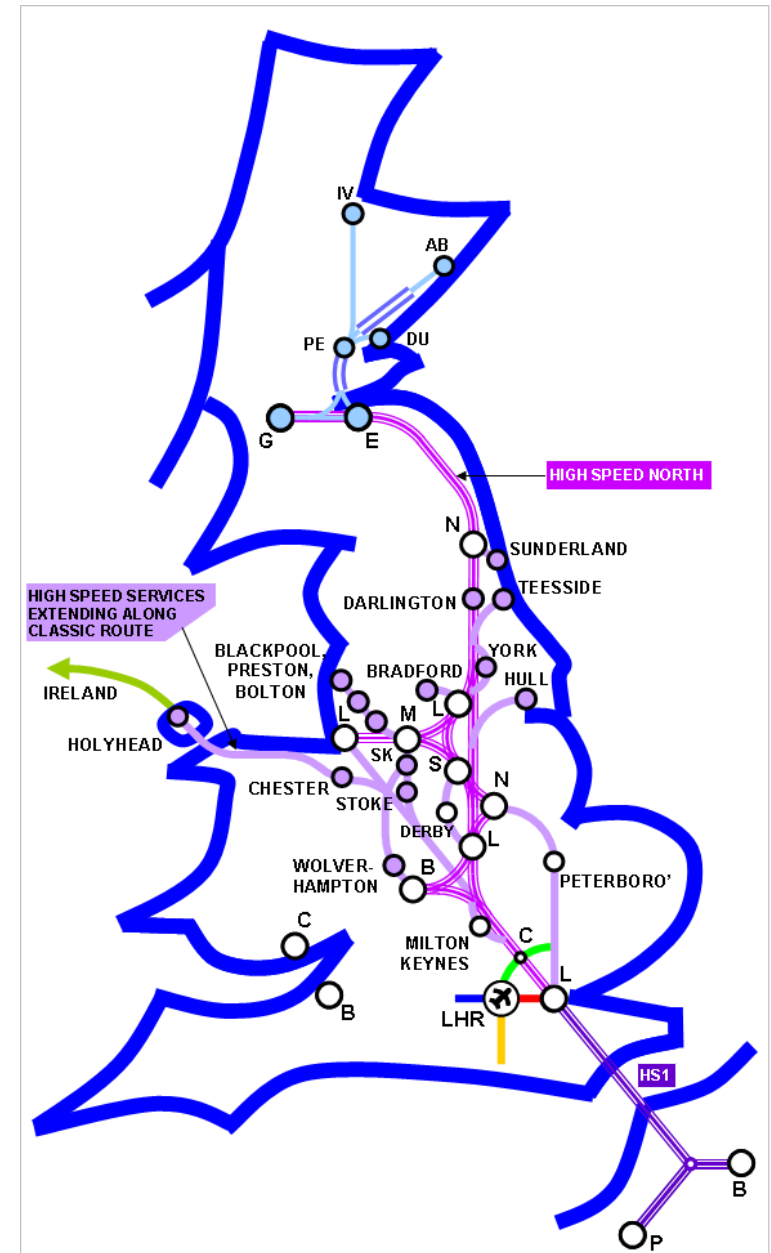 IV
AB
PE
DU
G
E
HIGH SPEED NORTH
N
SUNDERLAND
TEESSIDE
DARLINGTON
HIGH SPEED SERVICES
EXTENDING ALONG
CLASSIC ROUTE
BLACKPOOL,
PRESTON,
BOLTON
BRADFORD
YORK
HULL
IRELAND
HOLYHEAD
L
M
L
SK
S
CHESTER
STOKE
N
DERBY
L
WOLVER-
HAMPTON
B
PETERBORO'
MILTON
KEYNES
C
C
B
LHR
L
HS1
B
P